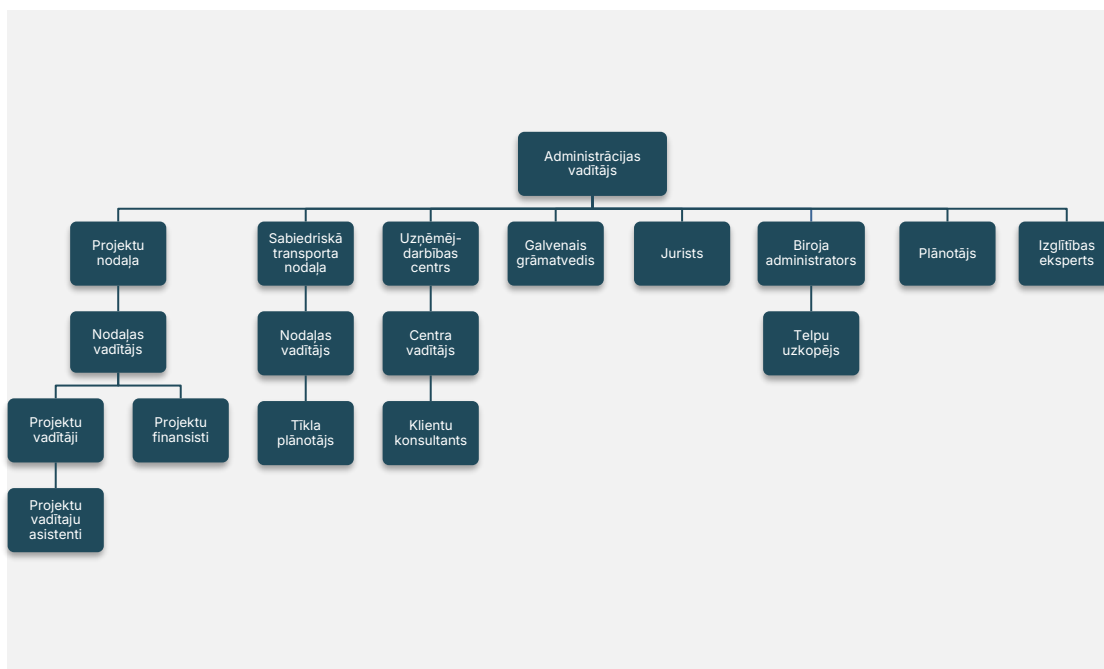 Administrācijas
vadītājs
Projektu
nodaļa
Sabiedriskā
transporta
nodaļa
Uzņēmēj-
darbības
centrs
Galvenais
grāmatvedis
Jurists
Biroja
administrators
Plānotājs
Izglītības
eksperts
Nodaļas
vadītājs
Nodaļas
vadītājs
Centra
vadītājs
Telpu
uzkopējs
Projektu
vadītāji
Projektu
finansisti
Tīkla
plānotājs
Klientu
konsultants
Projektu
vadītaju
asistenti